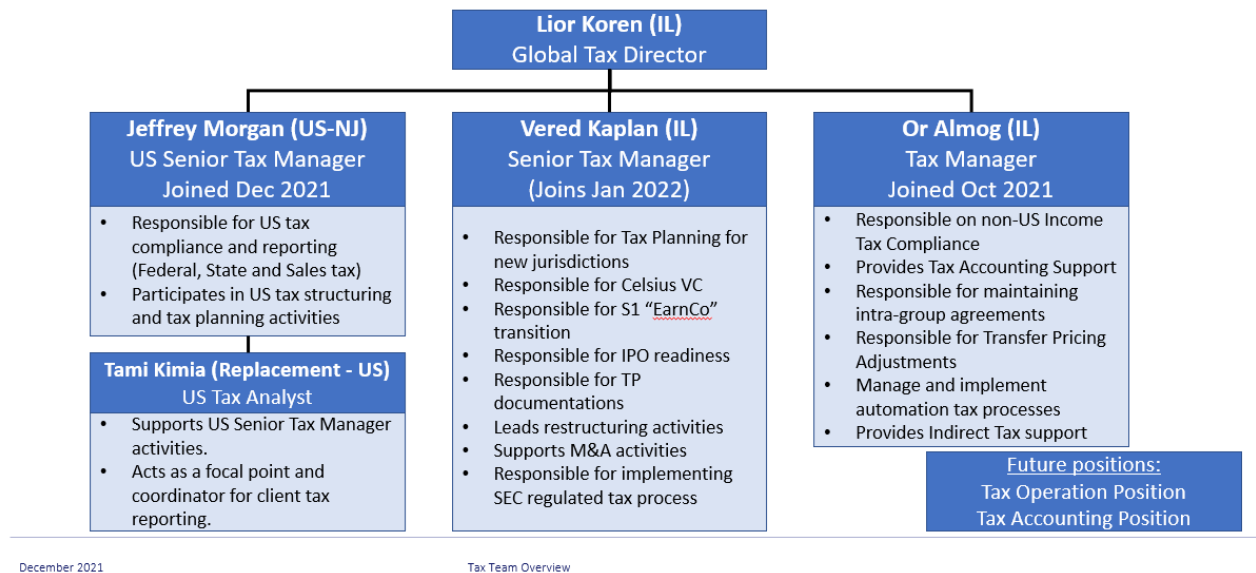 Lior Koren (IL)
Global Tax Director
Jeffrey Morgan (US-NJ)
US Senior Tax Manager
Joined Dec 2021
• Responsible for US tax
compliance and reporting
(Federal, State and Sales tax)
• Participates in US tax structuring
and tax planning activities
Tami Kimia (Replacement - US)
US Tax Analyst
• Supports US Senior Tax Manager
activities.
• Acts as a focal point and
coordinator for client tax
reporting.
Vered Kaplan (IL)
Senior Tax Manager
(Joins Jan 2022)
• Responsible for Tax Planning for
new jurisdictions
• Responsible for Celsius VC
• Responsible for S1 “EarnCo”
transition
• Responsible for IPO readiness
• Responsible for TP
documentations
• Leads restructuring activities
• Supports M&A activities
• Responsible for implementing
SEC regulated tax process
Or Almog (IL)
Tax Manager
Joined Oct 2021
• Responsible on non-US Income
Tax Compliance
• Provides Tax Accounting Support
• Responsible for maintaining
intra-group agreements
• Responsible for Transfer Pricing
Adjustments
• Manage and implement
automation tax processes
• Provides Indirect Tax support
Future positions:
Tax Operation Position
Tax Accounting Position
December 2021
Tax Team Overview